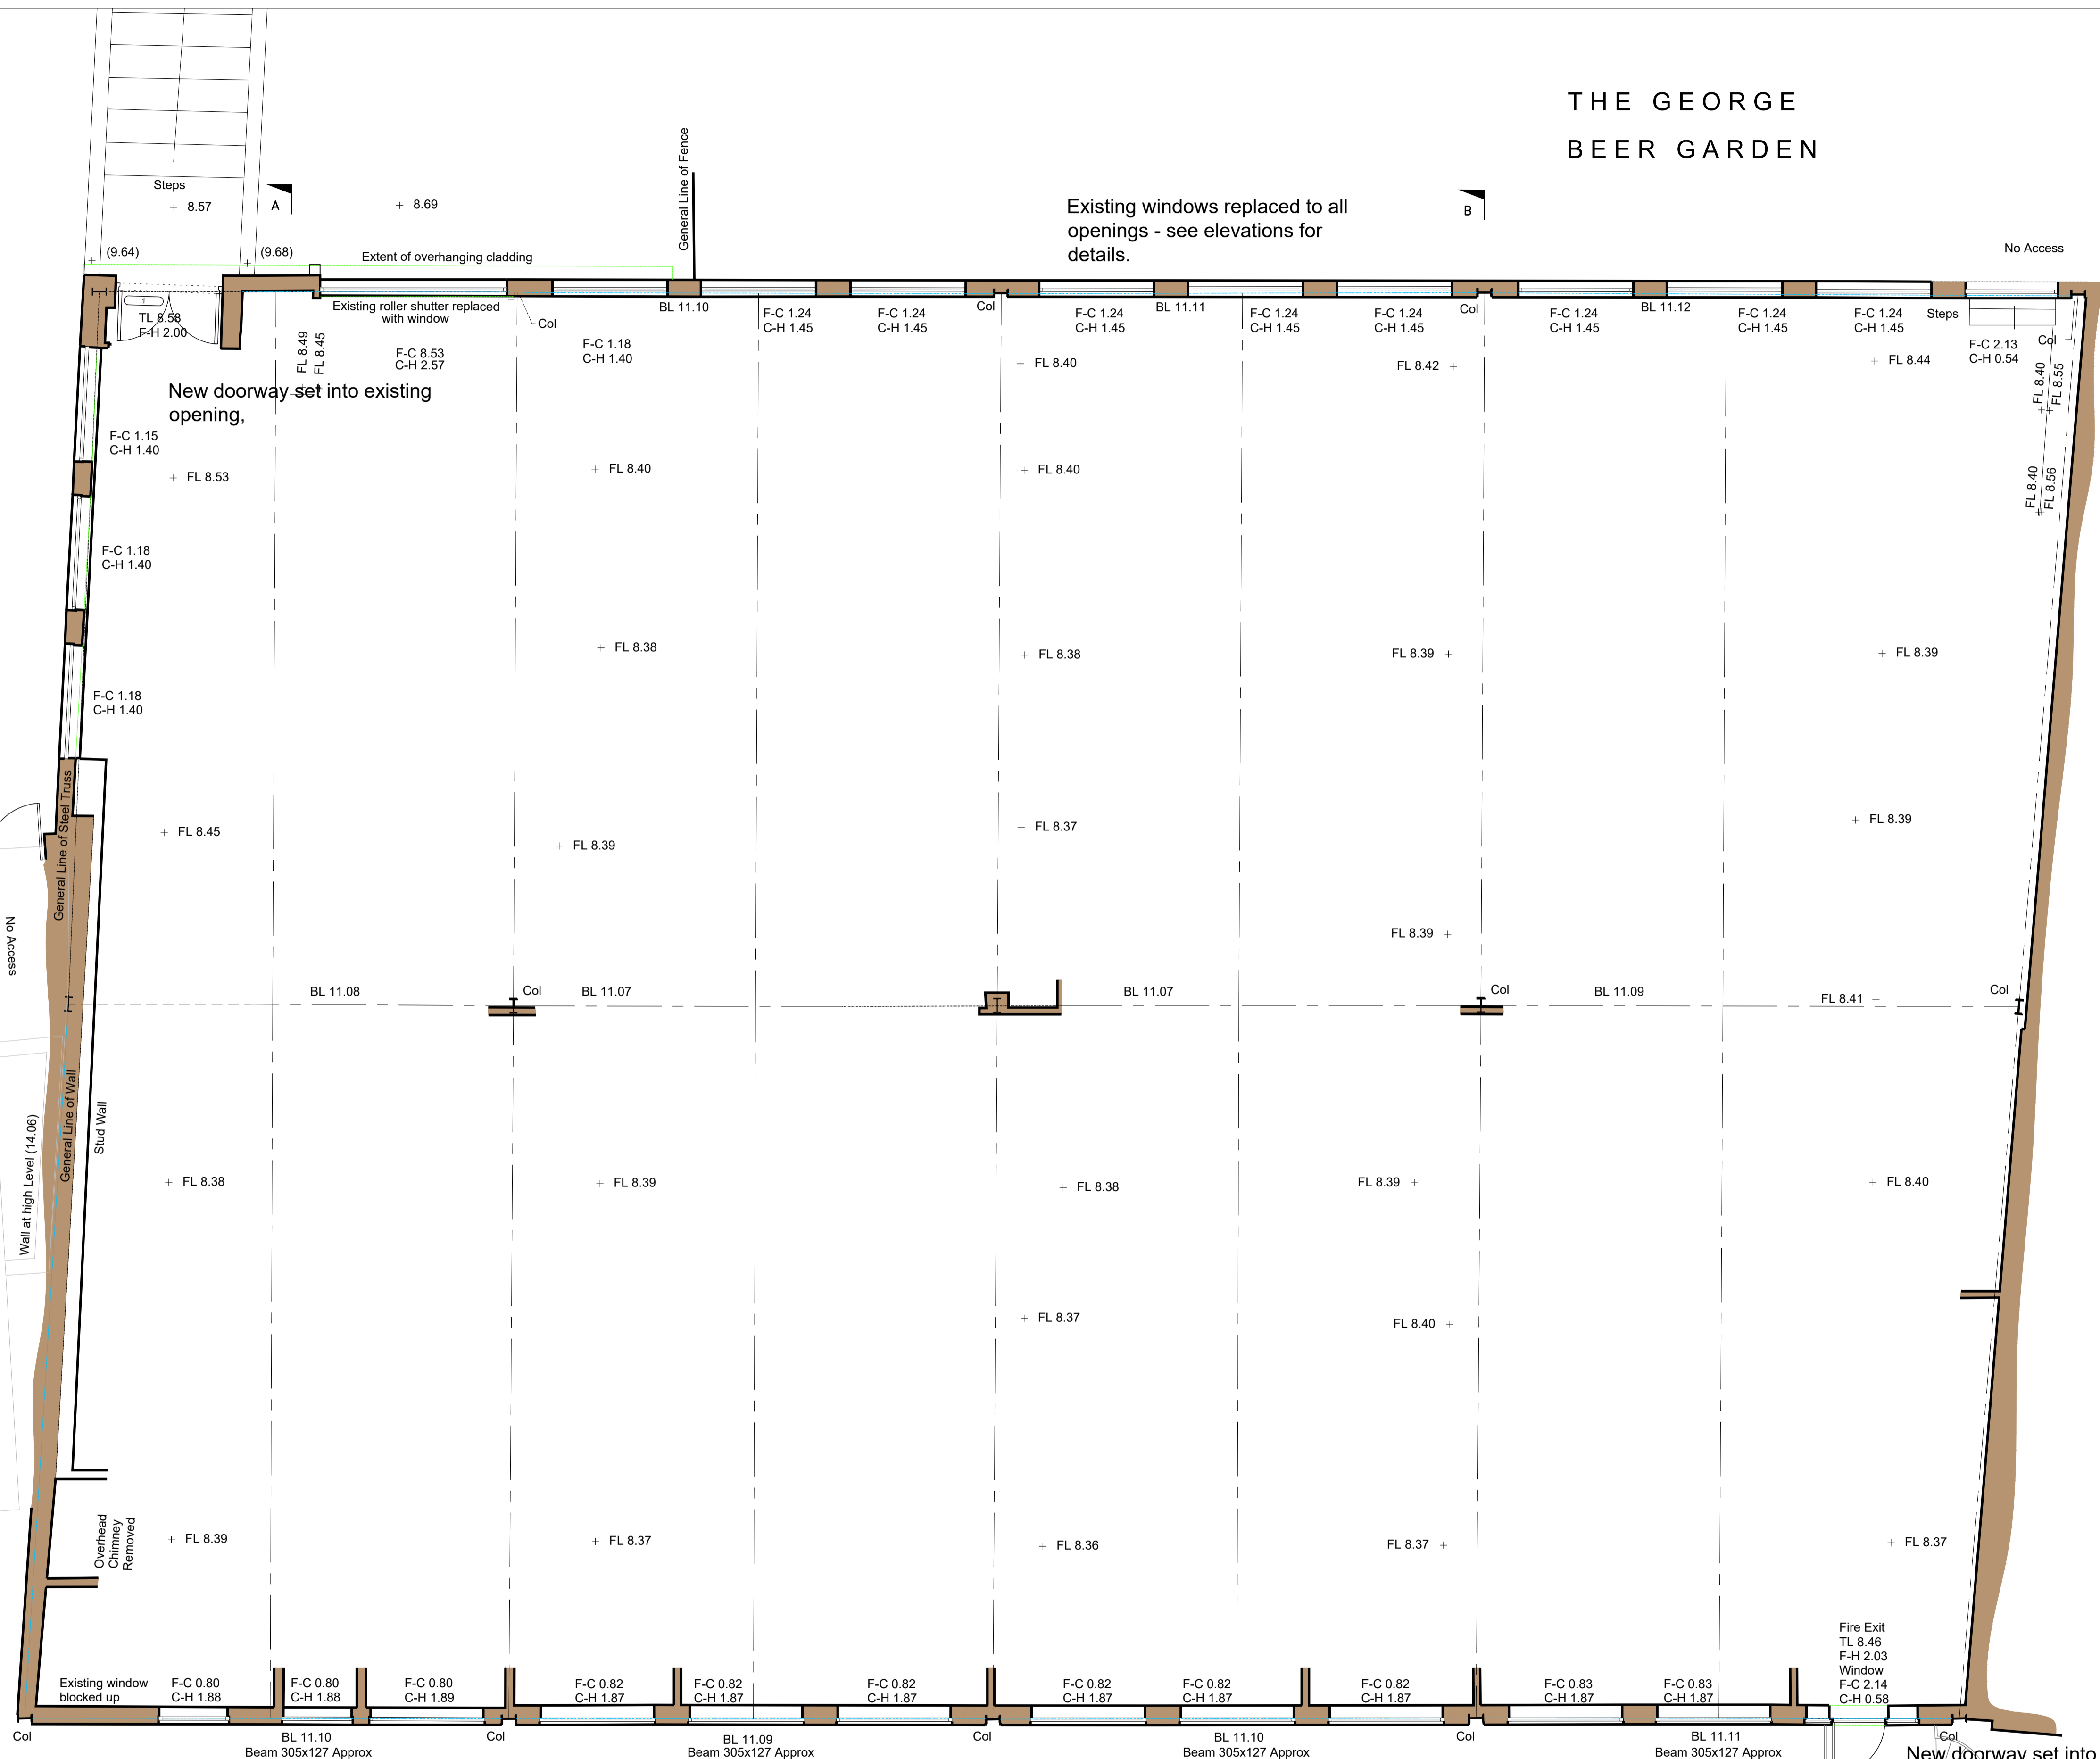 THE GEORGE
BEER GARDEN
General Line of Fence
Steps
8.57
A
8.69
Existing windows replaced to all
openings - see elevations for
details.
B
(9.64)
(9.68)
Extent of overhanging cladding
No Access
1
TL 8.58
F-H 2.00
Existing roller shutter replaced
with window
Col
BL 11.10
Col
BL 11.11
Col
BL 11.12
Steps
Col
FL 8.49
FL 8.45
F-C 8.53
C-H 2.57
F-C 1.18
C-H 1.40
F-C 1.24
C-H 1.45
F-C 1.24
C-H 1.45
F-C 1.24
C-H 1.45
F-C 1.24
C-H 1.45
F-C 1.24
C-H 1.45
F-C 1.24
C-H 1.45
F-C 1.24
C-H 1.45
F-C 1.24
C-H 1.45
F-C 2.13
C-H 0.54
FL 8.40
FL 8.42
FL 8.44
FL 8.40
FL 8.55
New doorway set into existing
opening,
F-C 1.15
C-H 1.40
FL 8.53
FL 8.40
FL 8.40
FL 8.40
FL 8.56
F-C 1.18
C-H 1.40
FL 8.38
FL 8.38
FL 8.39
FL 8.39
F-C 1.18
C-H 1.40
General Line of Steel Truss
FL 8.45
FL 8.39
FL 8.37
FL 8.39
No Access
FL 8.39
BL 11.08
Col
BL 11.07
BL 11.07
Col
BL 11.09
FL 8.41
Col
Wall at high Level (14.06)
General Line of Wall
Stud Wall
FL 8.38
FL 8.39
FL 8.38
FL 8.39
FL 8.40
FL 8.37
FL 8.40
Overhead
Chimney
Removed
FL 8.39
FL 8.37
FL 8.36
FL 8.37
FL 8.37
Fire Exit
TL 8.46
F-H 2.03
Window
F-C 2.14
C-H 0.58
Existing window
blocked up
F-C 0.80
C-H 1.88
F-C 0.80
C-H 1.88
F-C 0.80
C-H 1.89
F-C 0.82
C-H 1.87
F-C 0.82
C-H 1.87
F-C 0.82
C-H 1.87
F-C 0.82
C-H 1.87
F-C 0.82
C-H 1.87
F-C 0.82
C-H 1.87
F-C 0.83
C-H 1.87
F-C 0.83
C-H 1.87
Col
BL 11.10
Beam 305x127 Approx
Col
BL 11.09
Beam 305x127 Approx
Col
BL 11.10
Beam 305x127 Approx
Col
BL 11.11
Beam 305x127 Approx
Col
New doorway set into